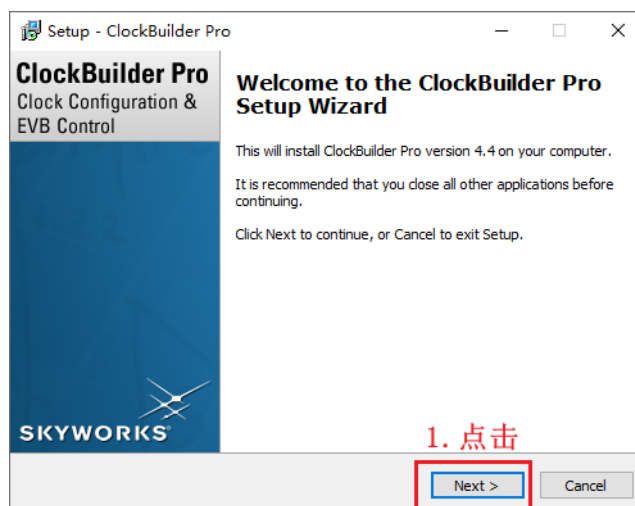 Setup - ClockBuilder Pro
ClockBuilder Pro
Clock Configuration &
EVB Control
Welcome to the ClockBuilder Pro
Setup Wizard
This will install ClockBuilder Pro version 4.4 on your computer.
It is recommended that you close all other applications before
continuing.
Click Next to continue, or Cancel to exit Setup.
SKYWORKS®
1. 点击
Next >
Cancel